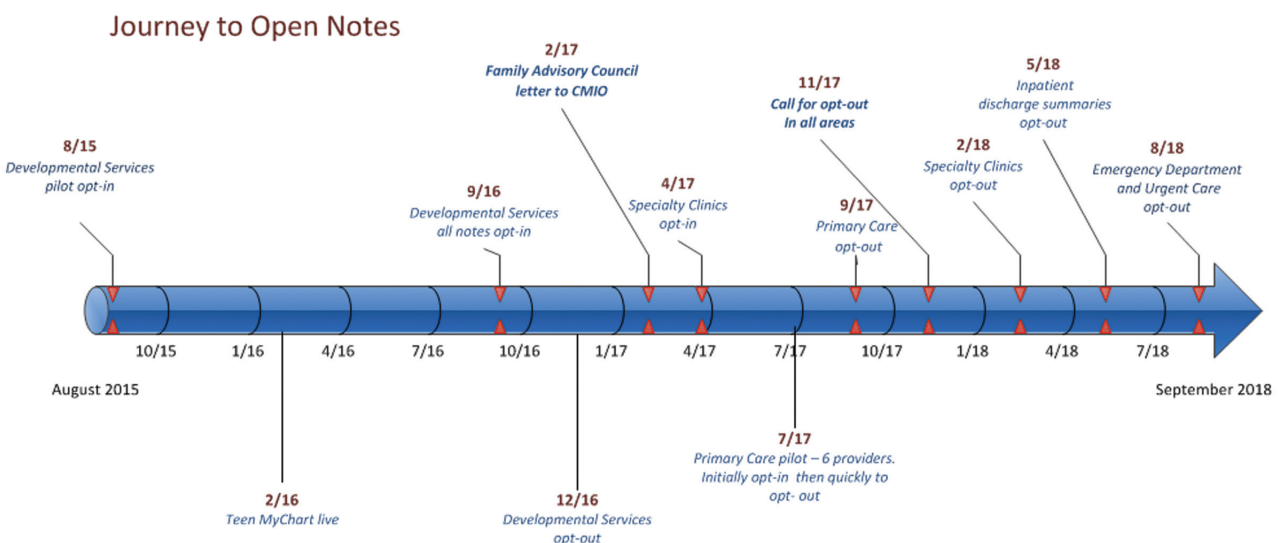 Journey to Open Notes
8/15
Developmental Services
pilot opt-in
9/16
Developmental Services
all notes opt-in
2/17
Family Advisory Council
letter to CMIO
4/17
Specialty Clinics
opt-in
9/17
Primary Care
opt-out
11/17
Call for opt-out
In all areas
2/18
Specialty Clinics
opt-out
5/18
Inpatient
discharge summaries
opt-out
8/18
Emergency Department
and Urgent Care
opt-out
10/15
1/16
4/16
7/16
10/16
1/17
4/17
7/17
10/17
1/18
4/18
7/18
August 2015
September 2018
2/16
Teen MyChart live
12/16
Developmental Services
opt-out
7/17
Primary Care pilot – 6 providers.
Initially opt-in then quickly to
opt- out